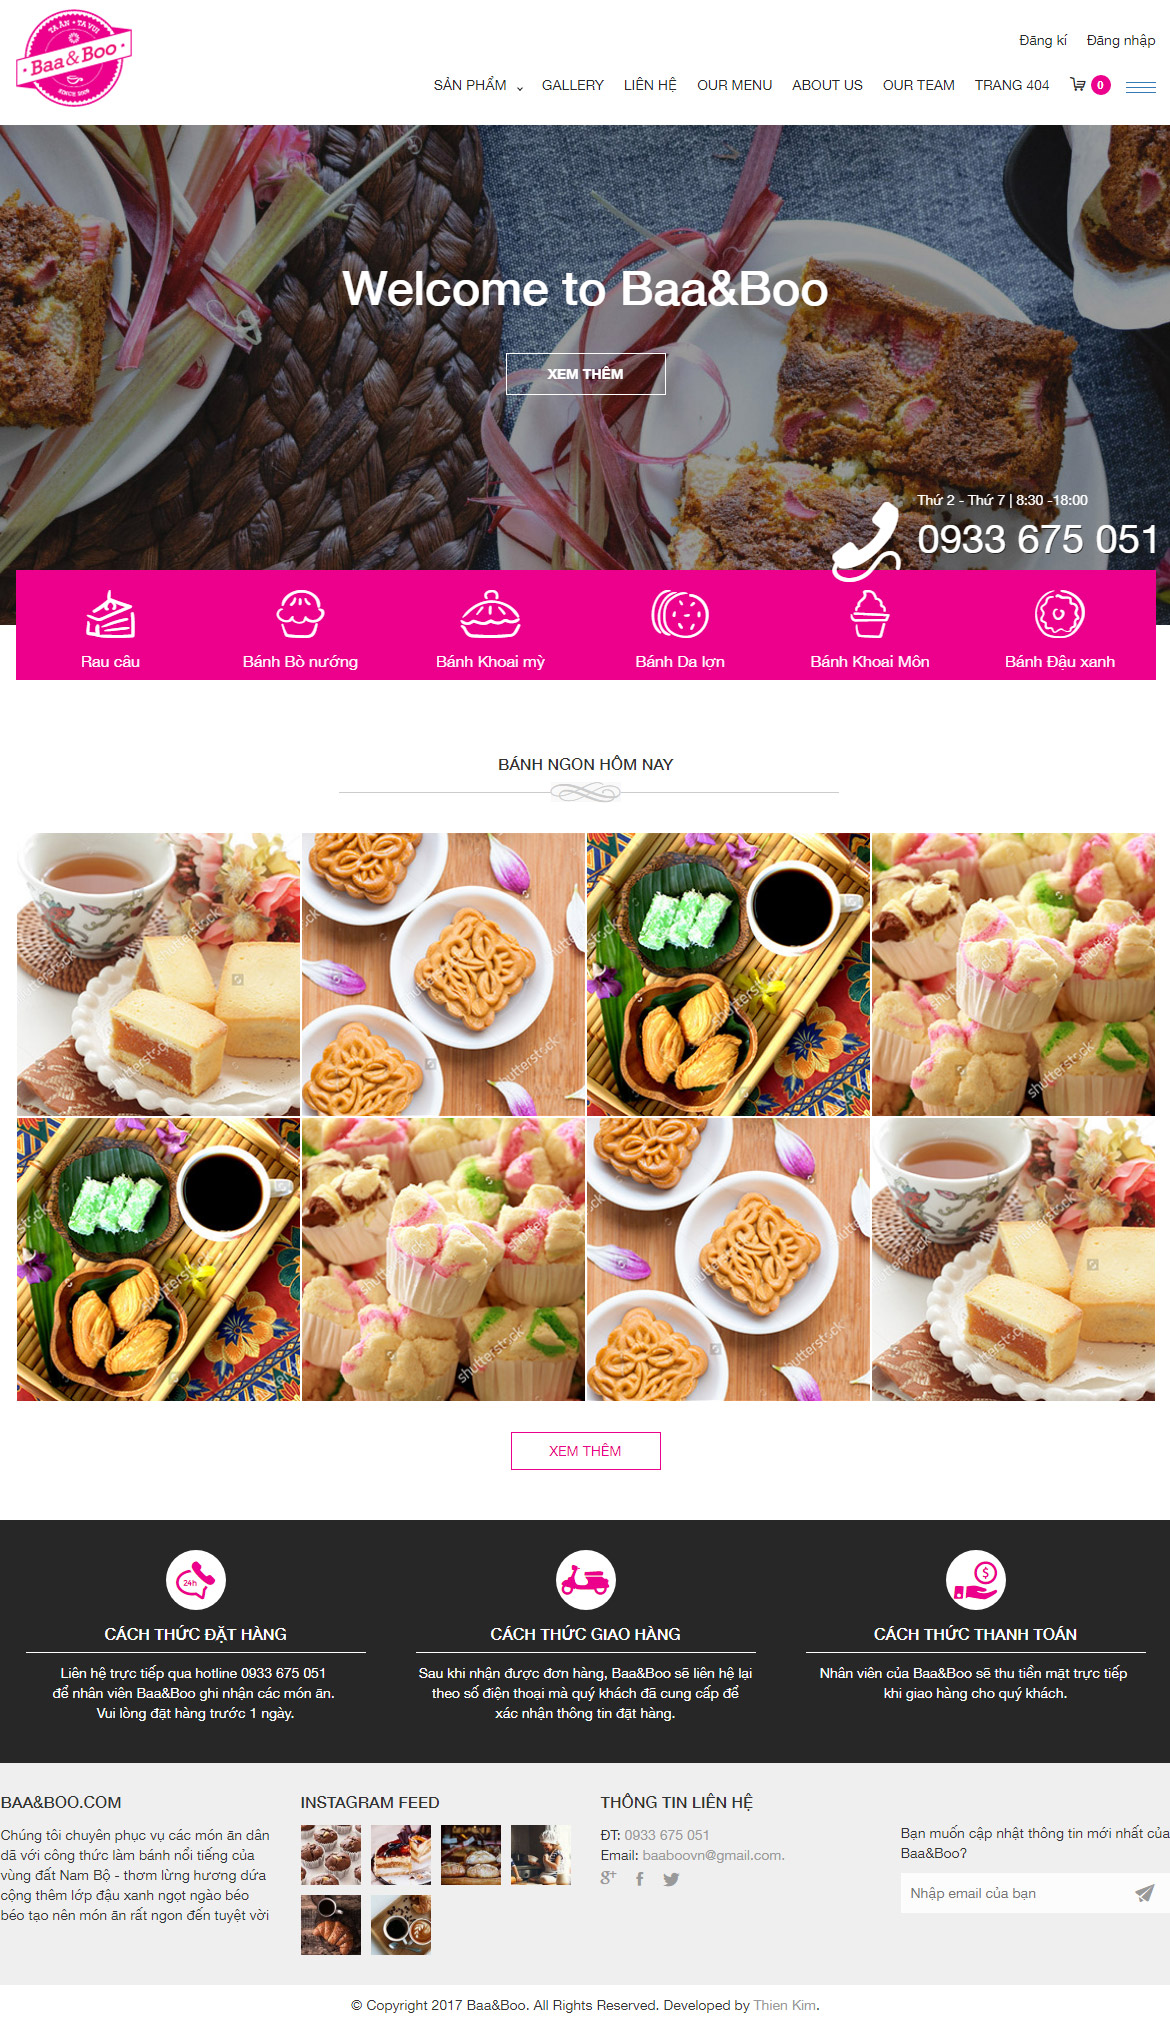 TA ĂN • TA VUI
Baa&Boo
SINCE 2009
Đăng kí Đăng nhập
SẢN PHẨM GALLERY LIÊN HỆ OUR MENU ABOUT US OUR TEAM TRANG 404 0
Welcome to Baa&Boo
XEM THÊM
Thứ 2 - Thứ 7 | 8:30 -18:00
0933 675 051
Rau câu
Bánh Bò nướng
Bánh Khoai mỳ
Bánh Da lợn
Bánh Khoai Môn
Bánh Đậu xanh
BÁNH NGON HÔM NAY
shutterstock
shutterstock
shutterstock
shutterstock
shutterstock
shutterstock
shutterstock
shutterstock
XEM THÊM
24h
CÁCH THỨC ĐẶT HÀNG
Liên hệ trực tiếp qua hotline 0933 675 051
để nhân viên Baa&Boo ghi nhận các món ăn.
Vui lòng đặt hàng trước 1 ngày.
CÁCH THỨC GIAO HÀNG
Sau khi nhận được đơn hàng, Baa&Boo sẽ liên hệ lại
theo số điện thoại mà quý khách đã cung cấp để
xác nhận thông tin đặt hàng.
$
CÁCH THỨC THANH TOÁN
Nhân viên của Baa&Boo sẽ thu tiền mặt trực tiếp
khi giao hàng cho quý khách.
BAA&BOO.COM
Chúng tôi chuyên phục vụ các món ăn dân
dã với công thức làm bánh nổi tiếng của
vùng đất Nam Bộ - thơm lừng hương dứa
cộng thêm lớp đậu xanh ngọt ngào béo
béo tạo nên món ăn rất ngon đến tuyệt vời
INSTAGRAM FEED
THÔNG TIN LIÊN HỆ
ĐT: 0933 675 051
Email: baaboovn@gmail.com.
Bạn muốn cập nhật thông tin mới nhất của
Baa&Boo?
Nhập email của bạn
© Copyright 2017 Baa&Boo. All Rights Reserved. Developed by Thien Kim.